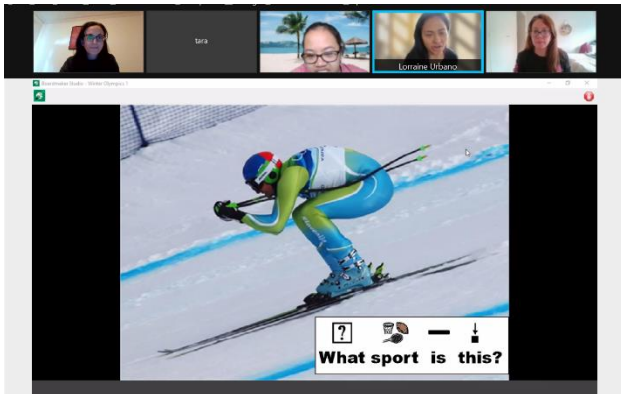 tara
Lorraine Urbano
Boardmaker Studio - Winter Olympics 1
?
What sport is this?